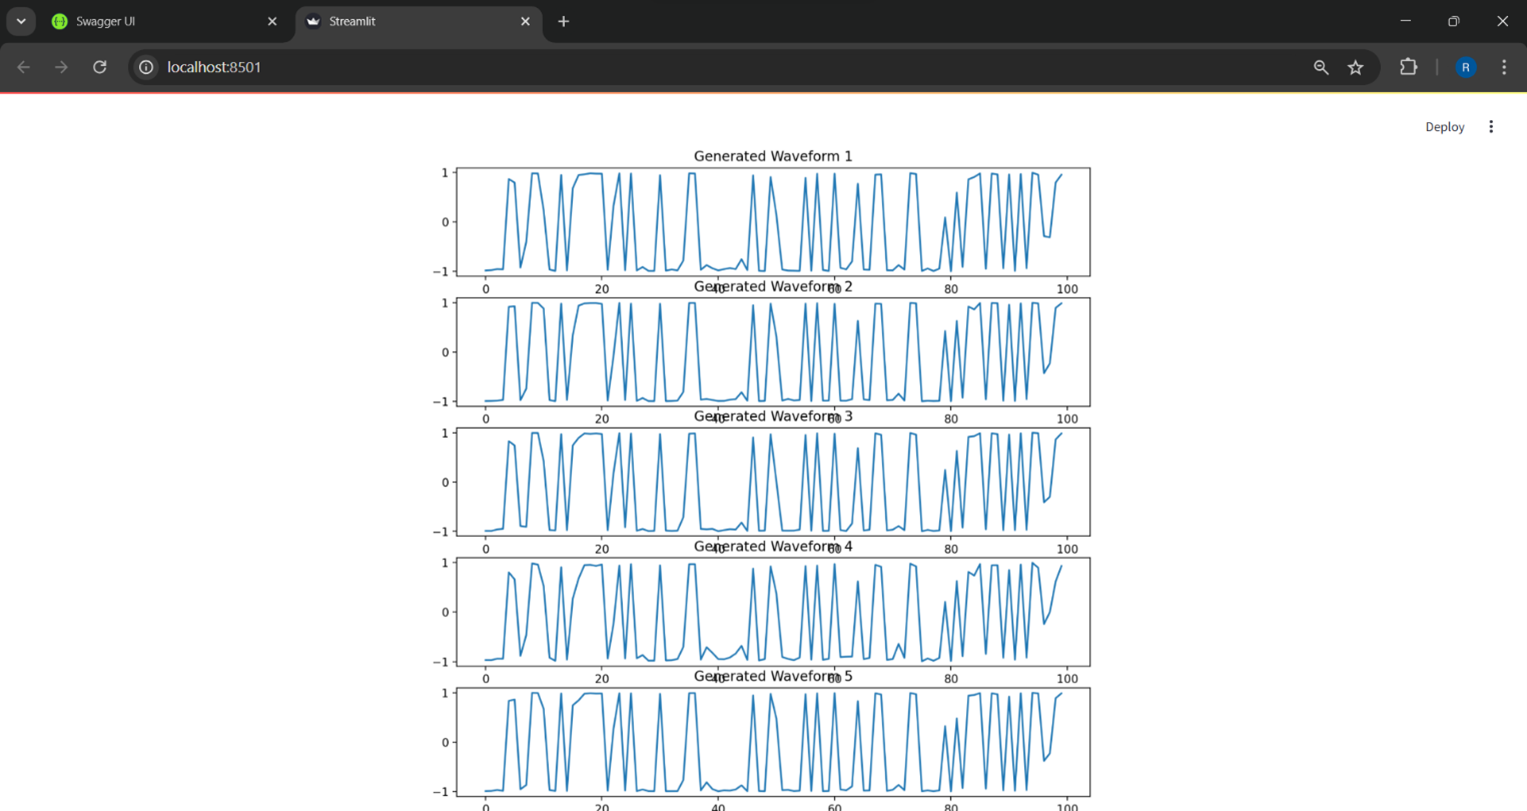 Swagger UI
Streamlit
localhost:8501
R
Deploy
Generated Waveform 1
1
0
−1
0 20 40 60 80 100
Generated Waveform 2
1
0
−1
0 20 40 60 80 100
Generated Waveform 3
1
0
−1
0 20 40 60 80 100
Generated Waveform 4
1
0
−1
0 20 40 60 80 100
Generated Waveform 5
1
0
−1
0 20 40 60 80 100